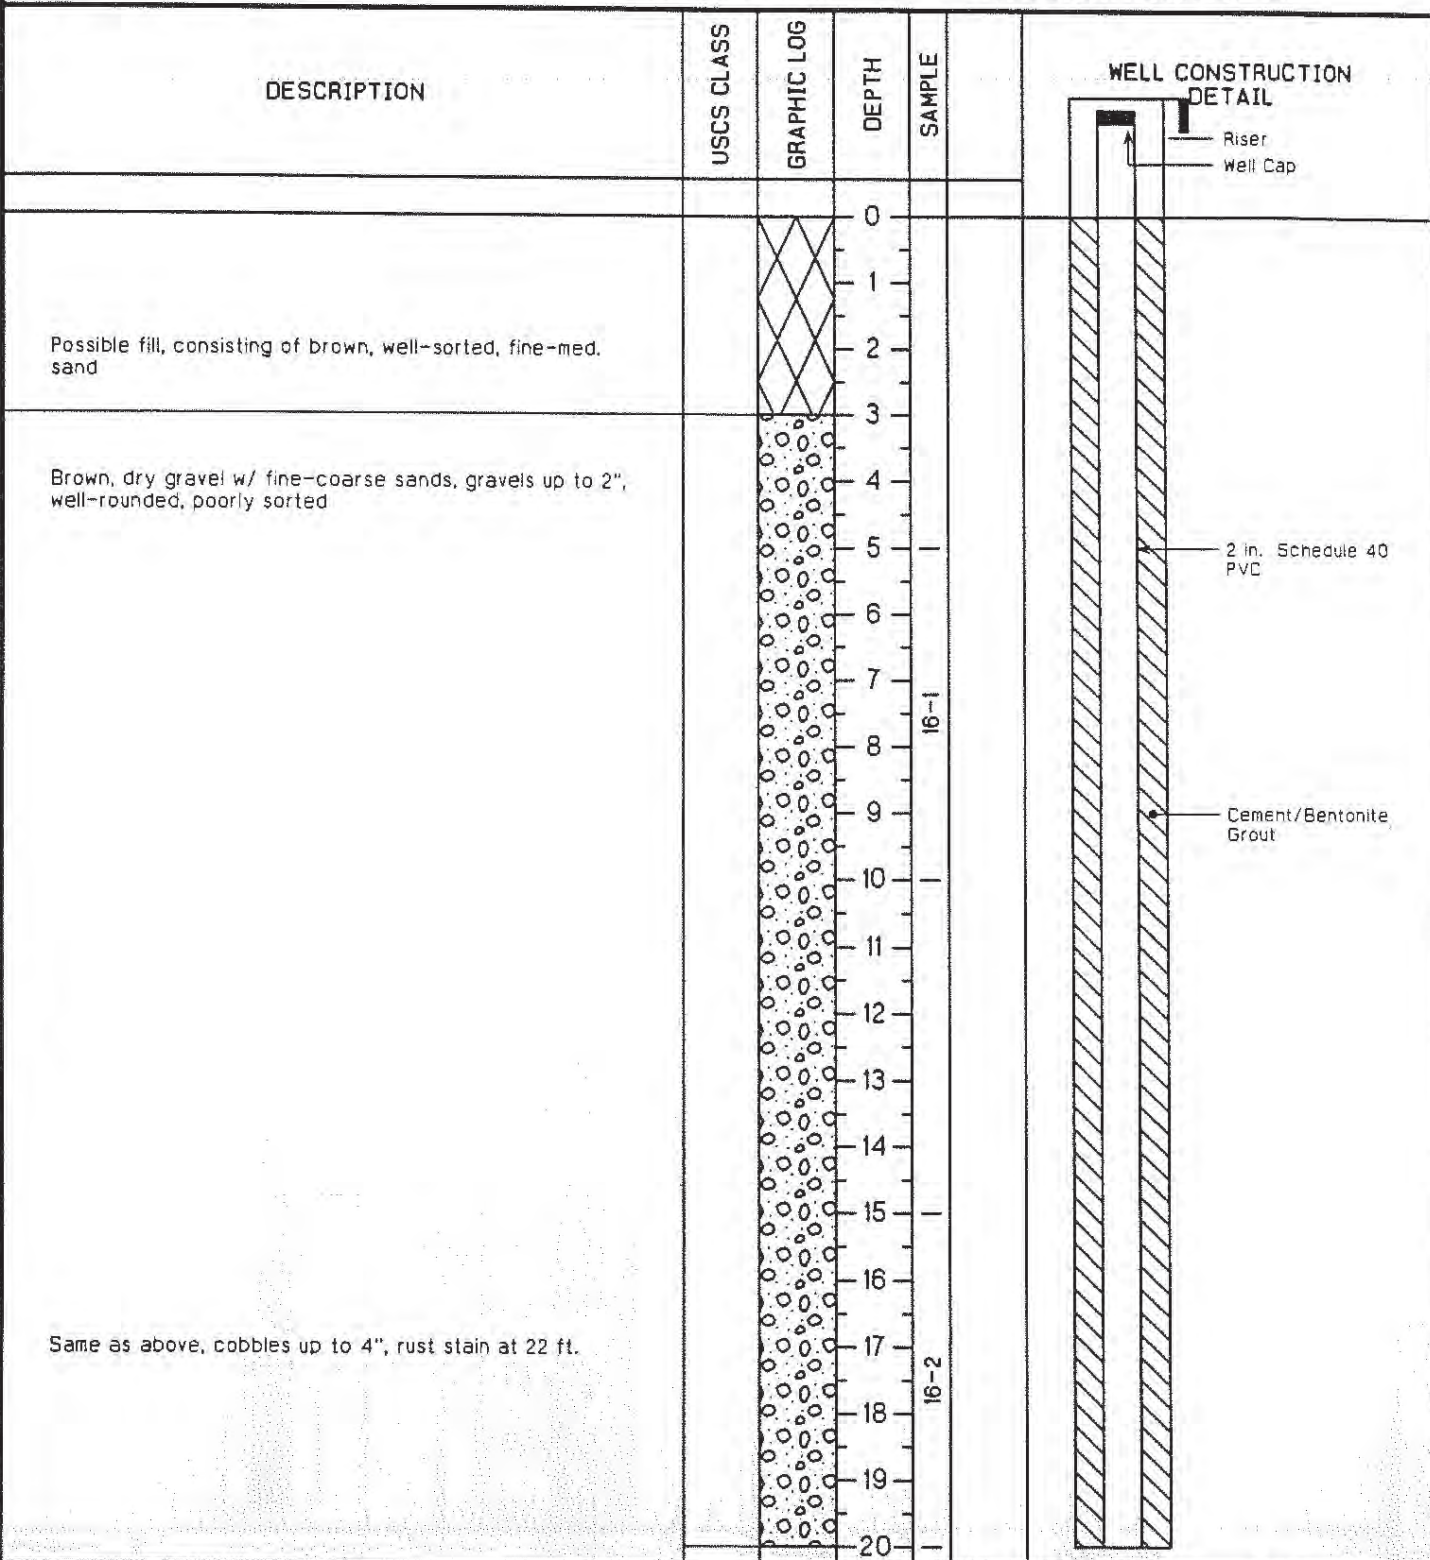 DESCRIPTION
USCS CLASS
GRAPHIC LOG
DEPTH
SAMPLE
WELL CONSTRUCTION
DETAIL
Riser
Well Cap
0
1
Possible fill, consisting of brown, well-sorted, fine-med.
sand
2
3
Brown, dry gravel w/ fine-coarse sands, gravels up to 2",
well-rounded, poorly sorted
4
5
2 in. Schedule 40
PVC
6
7
16-1
8
9
Cement/Bentonite
Grout
10
11
12
13
14
15
16
Same as above, cobbles up to 4", rust stain at 22 ft.
17
16-2
18
19
20